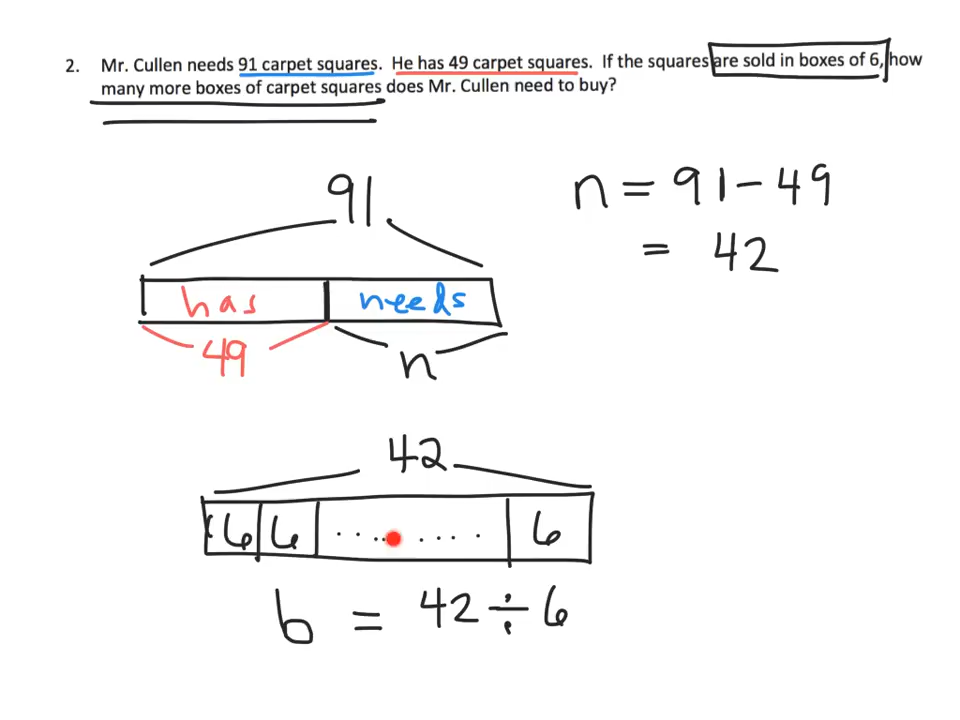 2. Mr. Cullen needs 91 carpet squares. He has 49 carpet squares. If the squares are sold in boxes of 6, how
many more boxes of carpet squares does Mr. Cullen need to buy?
91
n = 91 - 49
= 42
has needs
49 n
42
6 6 ........ 6
b = 42 ÷ 6